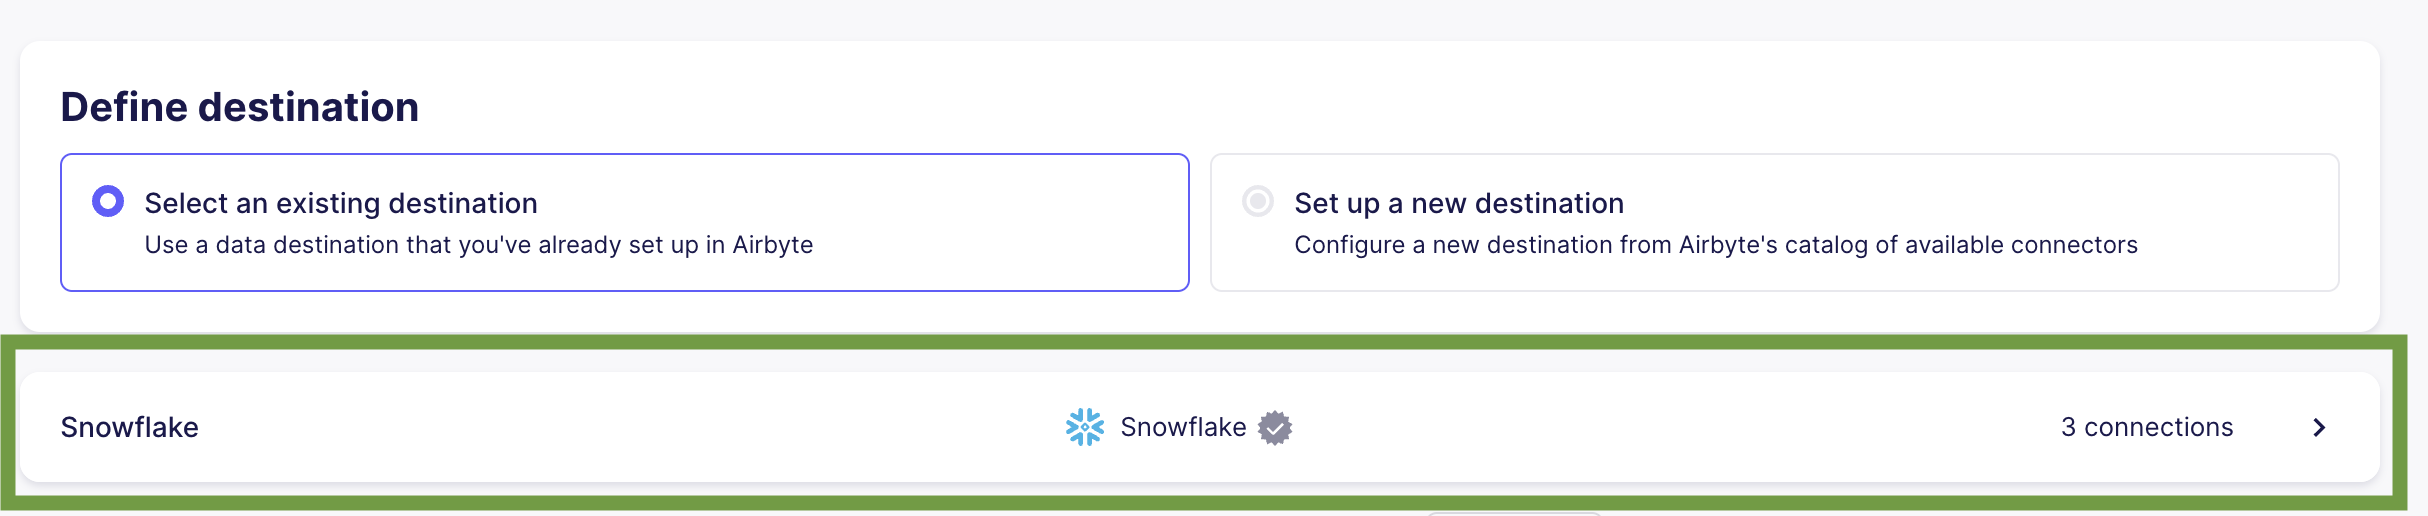 Define destination
Select an existing destination
Use a data destination that you've already set up in Airbyte
Set up a new destination
Configure a new destination from Airbyte's catalog of available connectors
Snowflake
Snowflake
3 connections